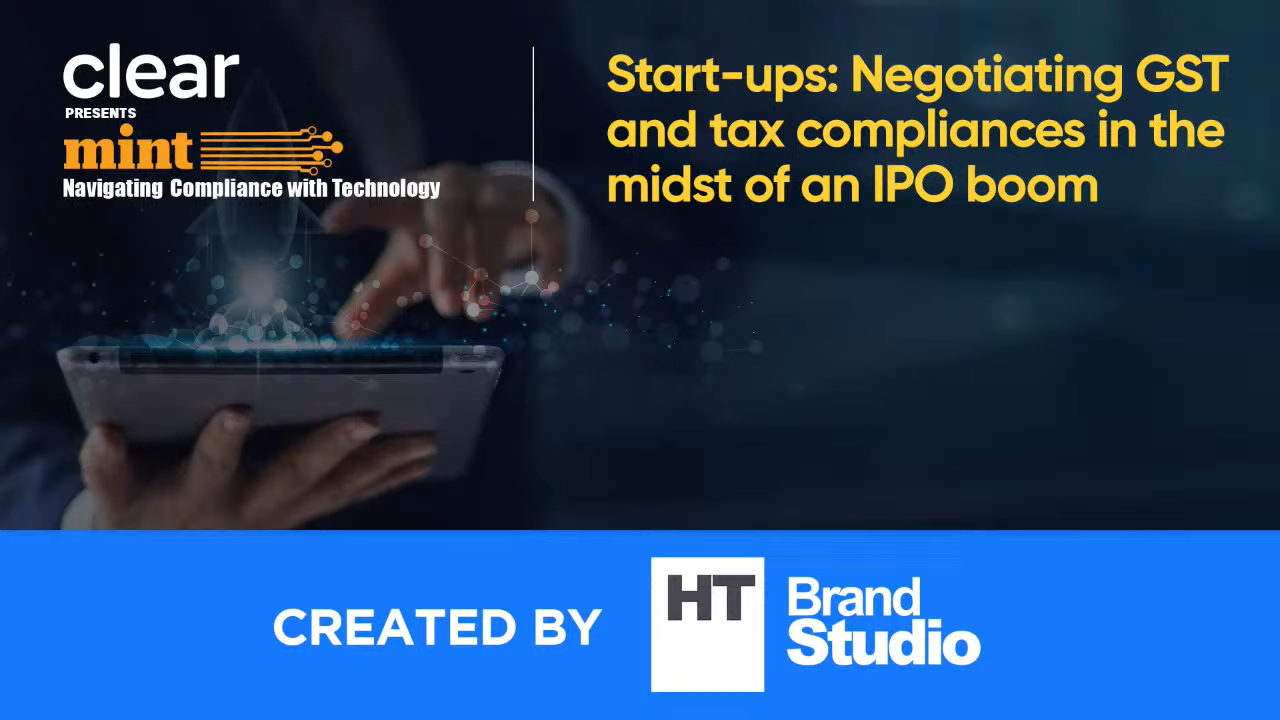 clear
PRESENTS
mint
Navigating Compliance with Technology
Start-ups: Negotiating GST
and tax compliances in the
midst of an IPO boom
CREATED BY
HT
Brand
Studio